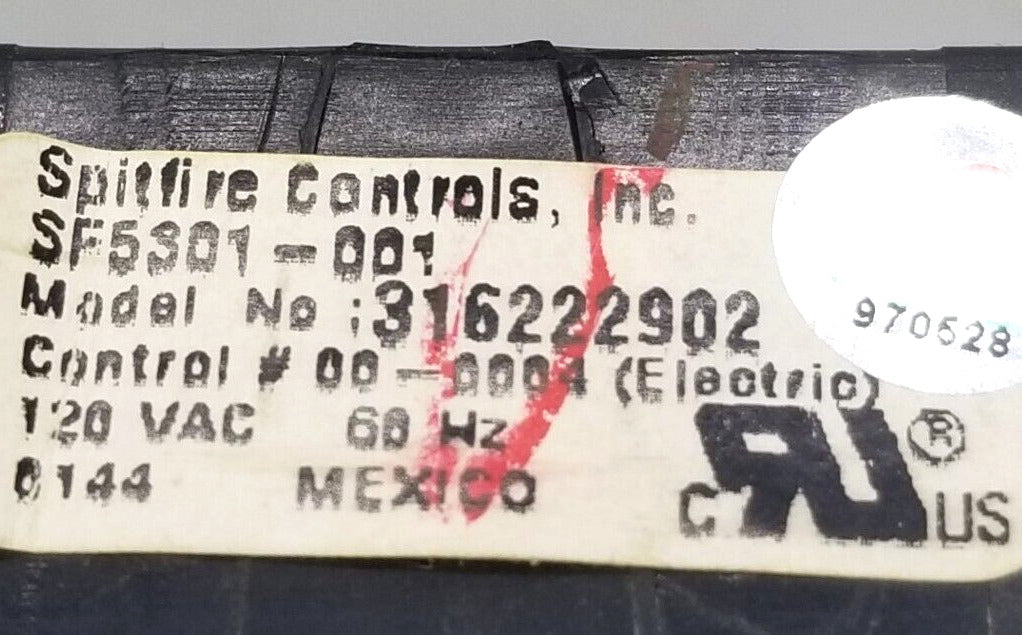 Spitfire Controls, Inc.
SF5301-001
Model No:316222902
Control # 00-0004 (Electric)
120 VAC 60 Hz
0144 MEXICO
C RU ® US
970528